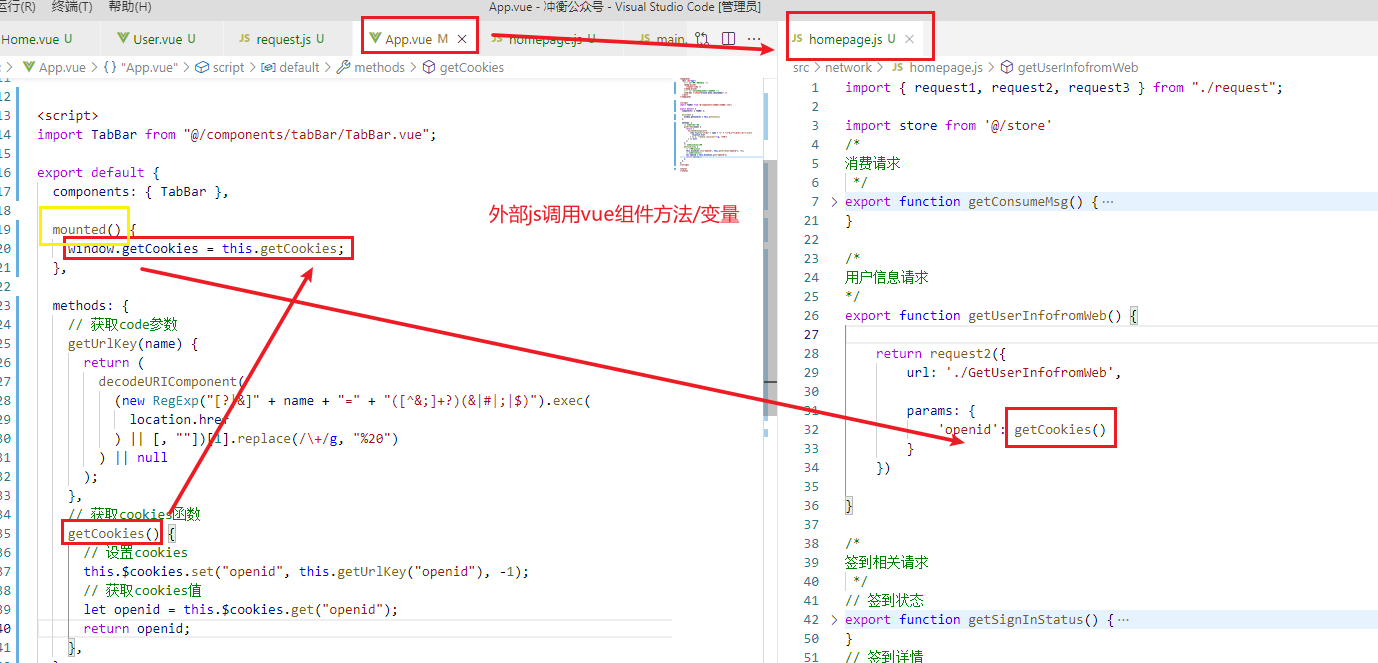 运行(R) 终端(T) 帮助(H)
App.vue - 冲衡公众号 - Visual Studio Code [管理员]
Home.vue U
User.vue U
JS request.js U
App.vue M ×
JS homepage.js U
JS main.
JS homepage.js U ×
App.vue > {} "App.vue" > script > default > methods > getCookies
src > network > JS homepage.js > getUserInfofromWeb
12
13 <script>
14 import TabBar from "@/components/tabBar/TabBar.vue";
15
16 export default {
17 components: { TabBar },
18
19 mounted() {
20 window.getCookies = this.getCookies;
21 },
22
23 methods: {
24 // 获取code参数
25 getUrlKey(name) {
26 return (
27 decodeURIComponent(
28 (new RegExp("[?|&]" + name + "=" + "([^&;]+?)(&|#|;|$)").exec(
29 location.href
30 ) || [, ""])[1].replace(/\+/g, "%20")
31 ) || null
32 );
33 },
34 // 获取cookies函数
35 getCookies() {
36 // 设置cookies
37 this.$cookies.set("openid", this.getUrlKey("openid"), -1);
38 // 获取cookies值
39 let openid = this.$cookies.get("openid");
40 return openid;
41 },
外部js调用vue组件方法/变量
1 import { request1, request2, request3 } from "./request";
2
3 import store from '@/store'
4 /*
5 消费请求
6 */
7 > export function getConsumeMsg() { ...
21 }
22
23 /*
24 用户信息请求
25 */
26 export function getUserInfofromWeb() {
27
28 return request2({
29 url: './GetUserInfofromWeb',
30
31 params: {
32 'openid': getCookies()
33 }
34 })
35
36 }
37
38 /*
39 签到相关请求
40 */
41 // 签到状态
42 > export function getSignInStatus() { ...
50 }
51 // 签到详情